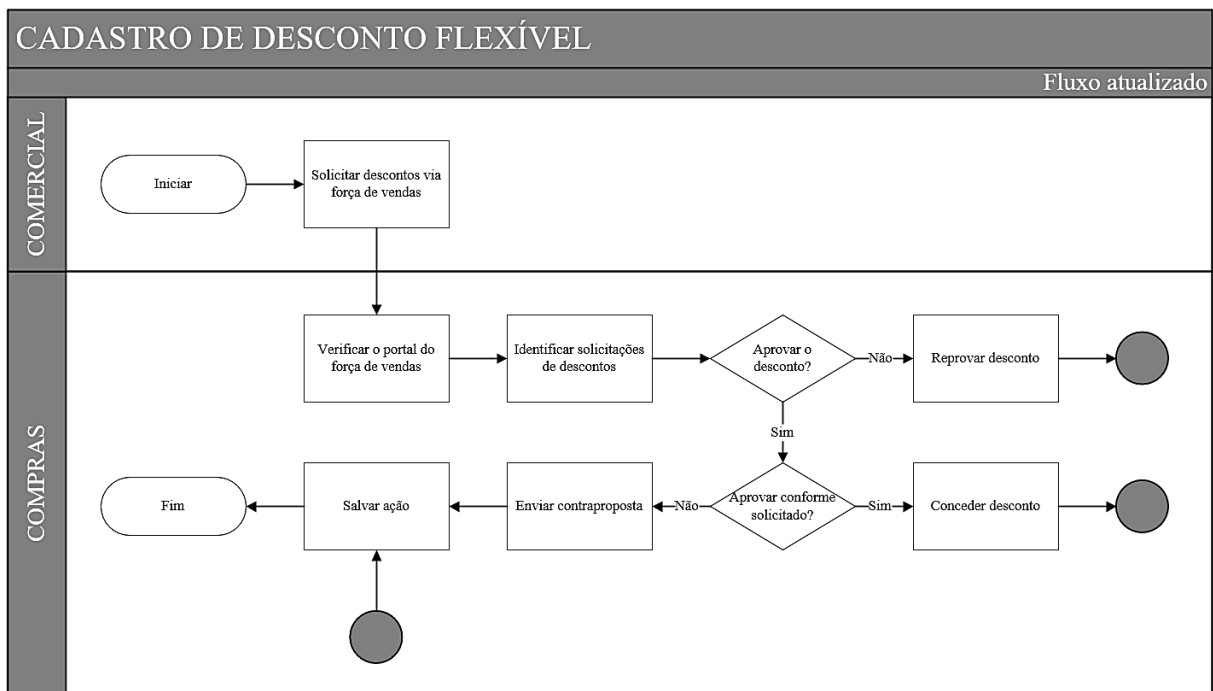 CADASTRO DE DESCONTO FLEXÍVEL
Fluxo atualizado
COMERCIAL
Iniciar
Solicitar descontos via
força de vendas
COMPRAS
Verificar o portal do
força de vendas
Identificar solicitações
de descontos
Aprovar o
desconto?
Não
Reprovar desconto
Sim
Fim
Salvar ação
Enviar contraproposta
Não
Aprovar conforme
solicitado?
Sim
Conceder desconto